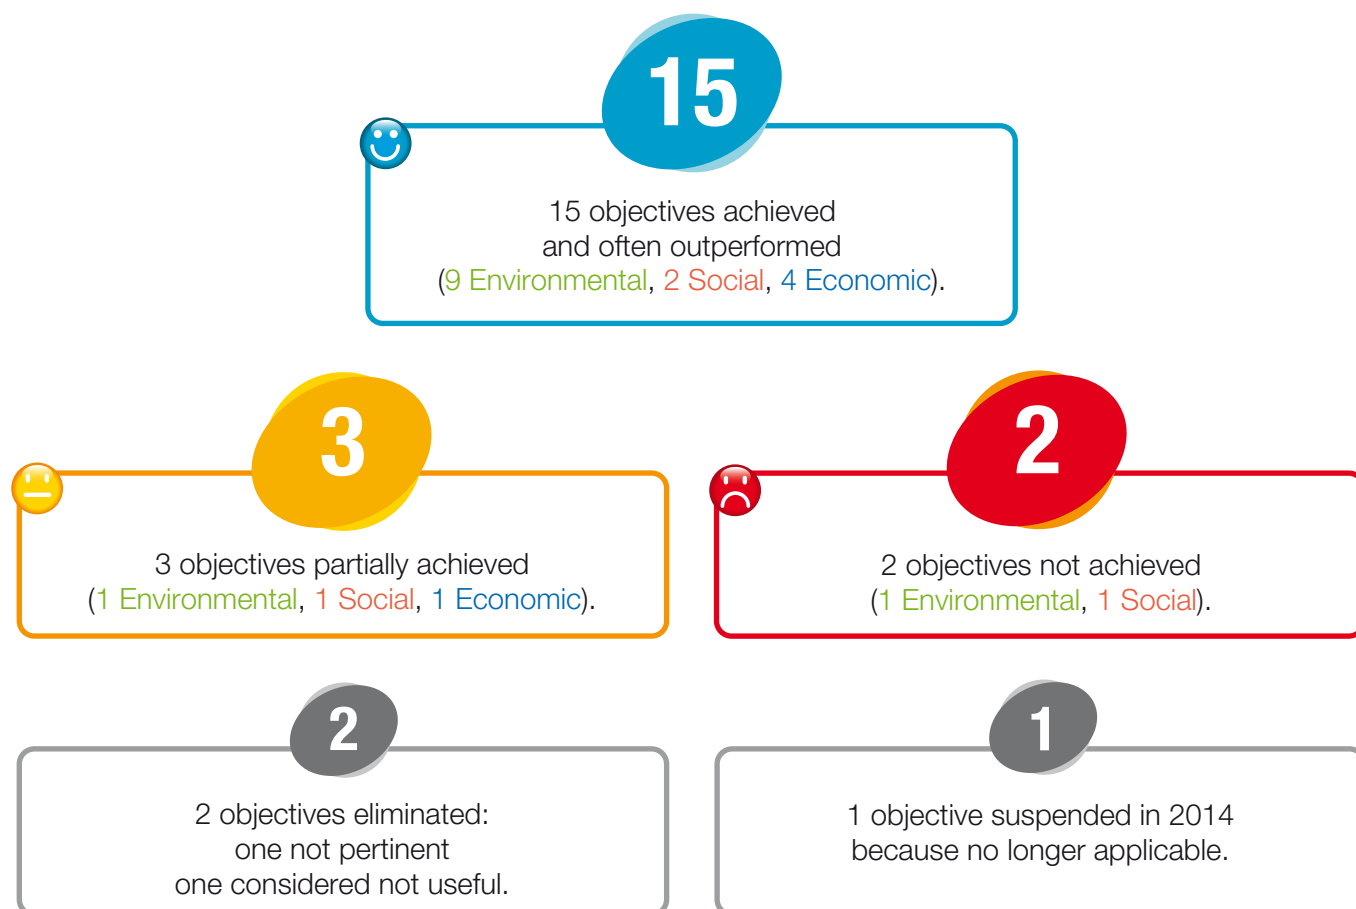 15
15 objectives achieved
and often outperformed
(9 Environmental, 2 Social, 4 Economic).
3
3 objectives partially achieved
(1 Environmental, 1 Social, 1 Economic).
2
2 objectives not achieved
(1 Environmental, 1 Social).
2
2 objectives eliminated:
one not pertinent
one considered not useful.
1
1 objective suspended in 2014
because no longer applicable.